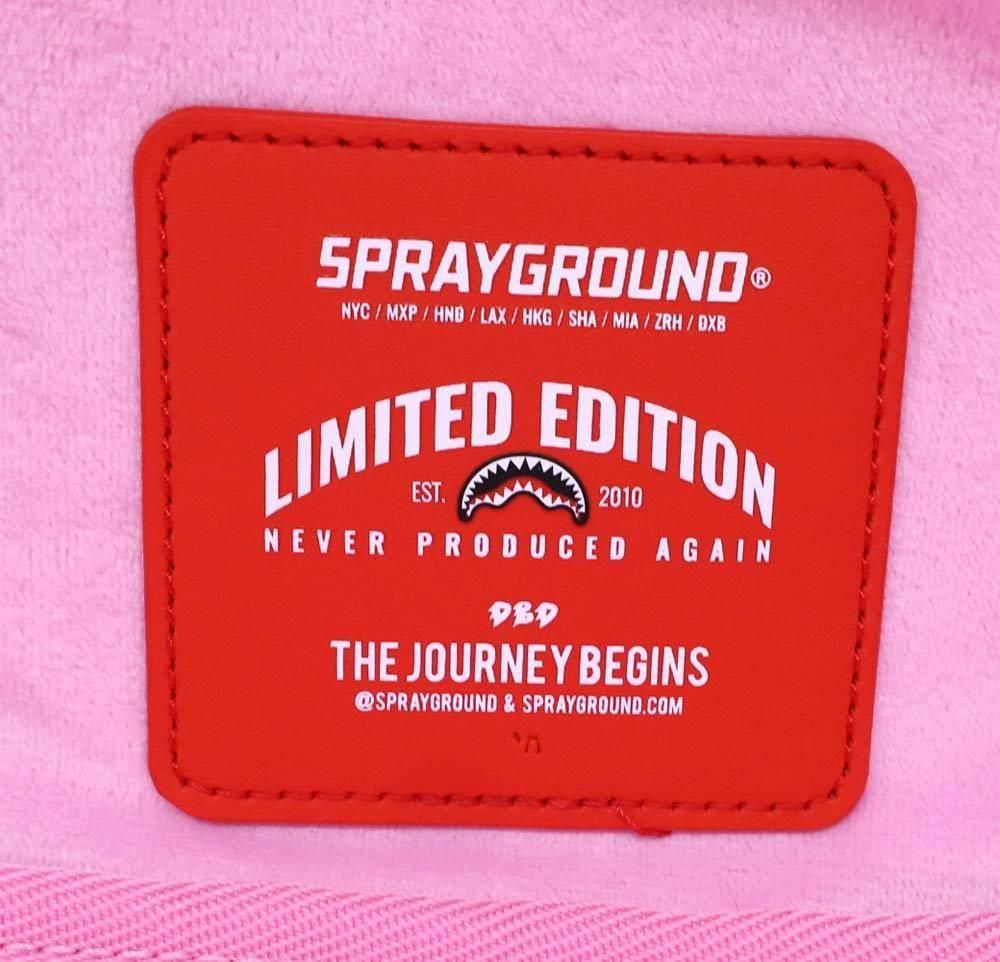 SPRAYGROUND®
NYC / MXP / HND / LAX / HKG / SHA / MIA / ZRH / DXB
LIMITED EDITION
EST. 2010
NEVER PRODUCED AGAIN
DBD
THE JOURNEY BEGINS
@SPRAYGROUND & SPRAYGROUND.COM